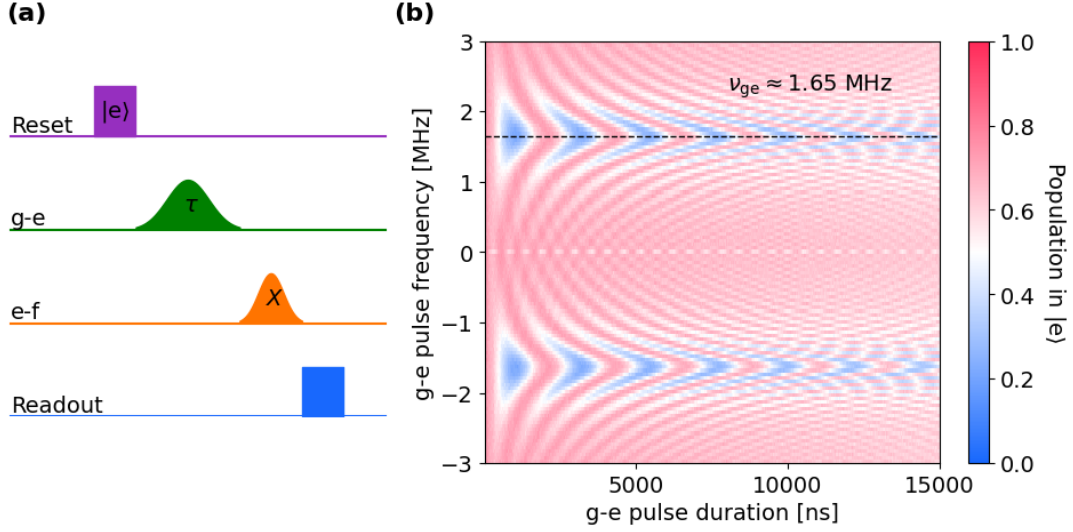 (a)
Reset
|e⟩
g-e
τ
e-f
X
Readout
(b)
g-e pulse frequency [MHz]
3
2
1
0
−1
−2
−3
ν_ge ≈ 1.65 MHz
5000
10000
15000
g-e pulse duration [ns]
1.0
0.8
0.6
0.4
0.2
0.0
Population in |e⟩